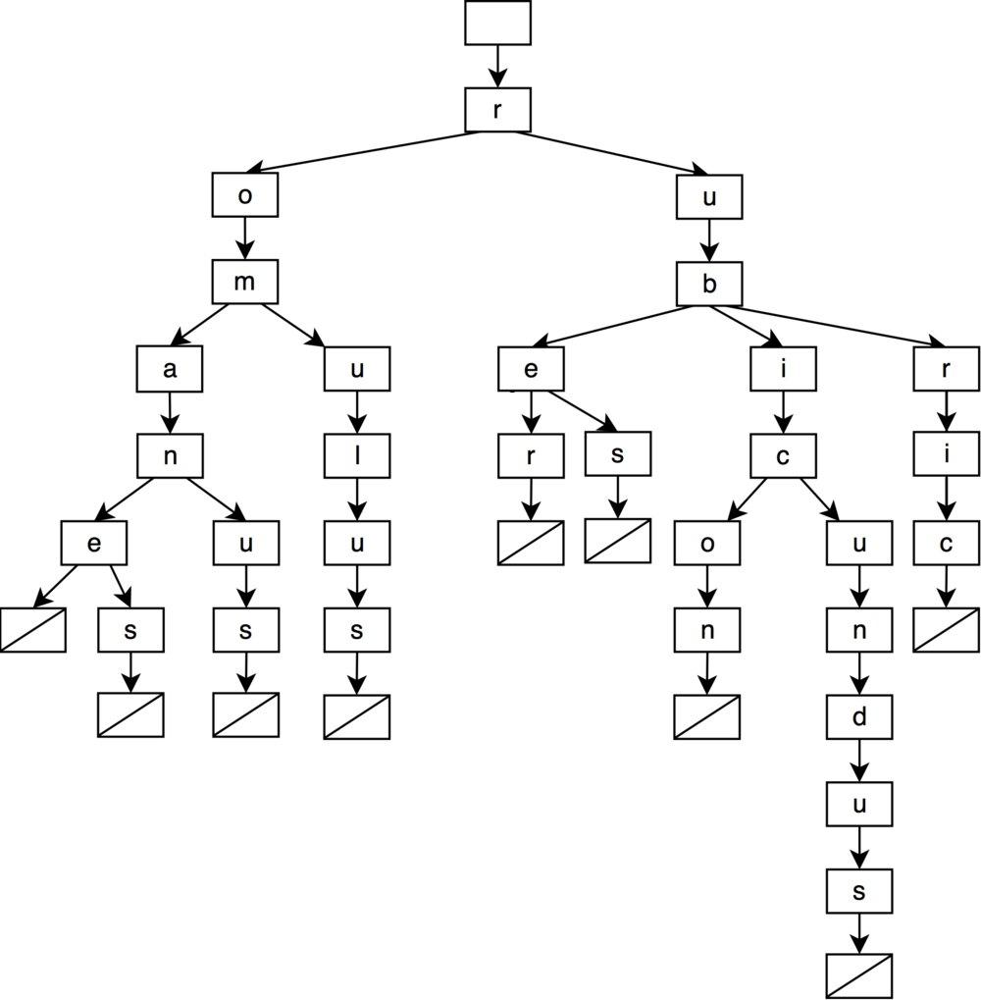 r
o u
m b
a u e i r
n l r s c i
e u u o u c
s s s n n
d
u
s